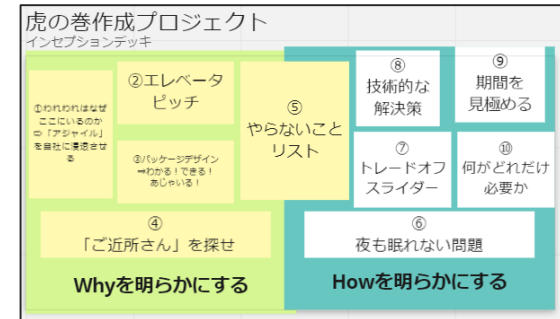 虎の巻作成プロジェクト
インセプションデッキ
①われわれはなぜ
ここにいるのか
⇨「アジャイル」
を自社に浸透させ
る
②エレベータ
ピッチ
③パッケージデザイン
⇒わかる！できる！
あじゃいる！
④
「ご近所さん」を探せ
⑤
やらないこと
リスト
Whyを明らかにする
⑧
技術的な
解決策
⑨
期間を
見極める
⑦
トレードオフ
スライダー
⑩
何がどれだけ
必要か
⑥
夜も眠れない問題
Howを明らかにする